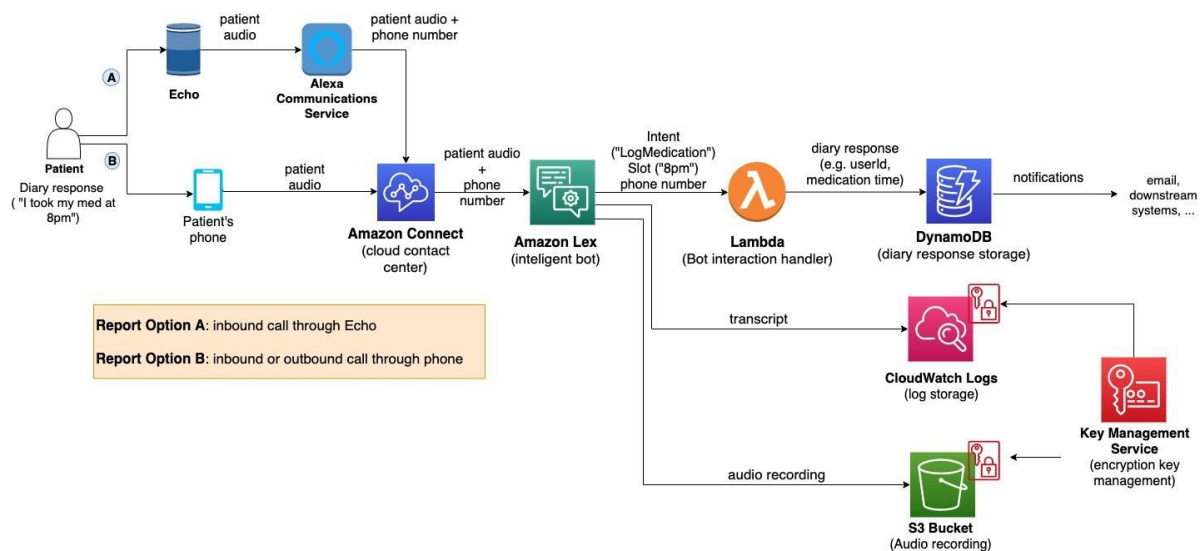 patient
audio
patient audio +
phone number
A
Echo
Alexa
Communications
Service
B
Patient
Diary response
( "I took my med at
8pm")
Patient's
phone
patient
audio
Amazon Connect
(cloud contact
center)
patient audio
+
phone
number
Amazon Lex
(inteligent bot)
Intent
("LogMedication")
Slot ("8pm")
phone number
Lambda
(Bot interaction handler)
diary response
(e.g. userId,
medication time)
DynamoDB
(diary response storage)
notifications
email,
downstream
systems, ...
Report Option A: inbound call through Echo
Report Option B: inbound or outbound call through phone
transcript
CloudWatch Logs
(log storage)
Key Management
Service
(encryption key
management)
audio recording
S3 Bucket
(Audio recording)